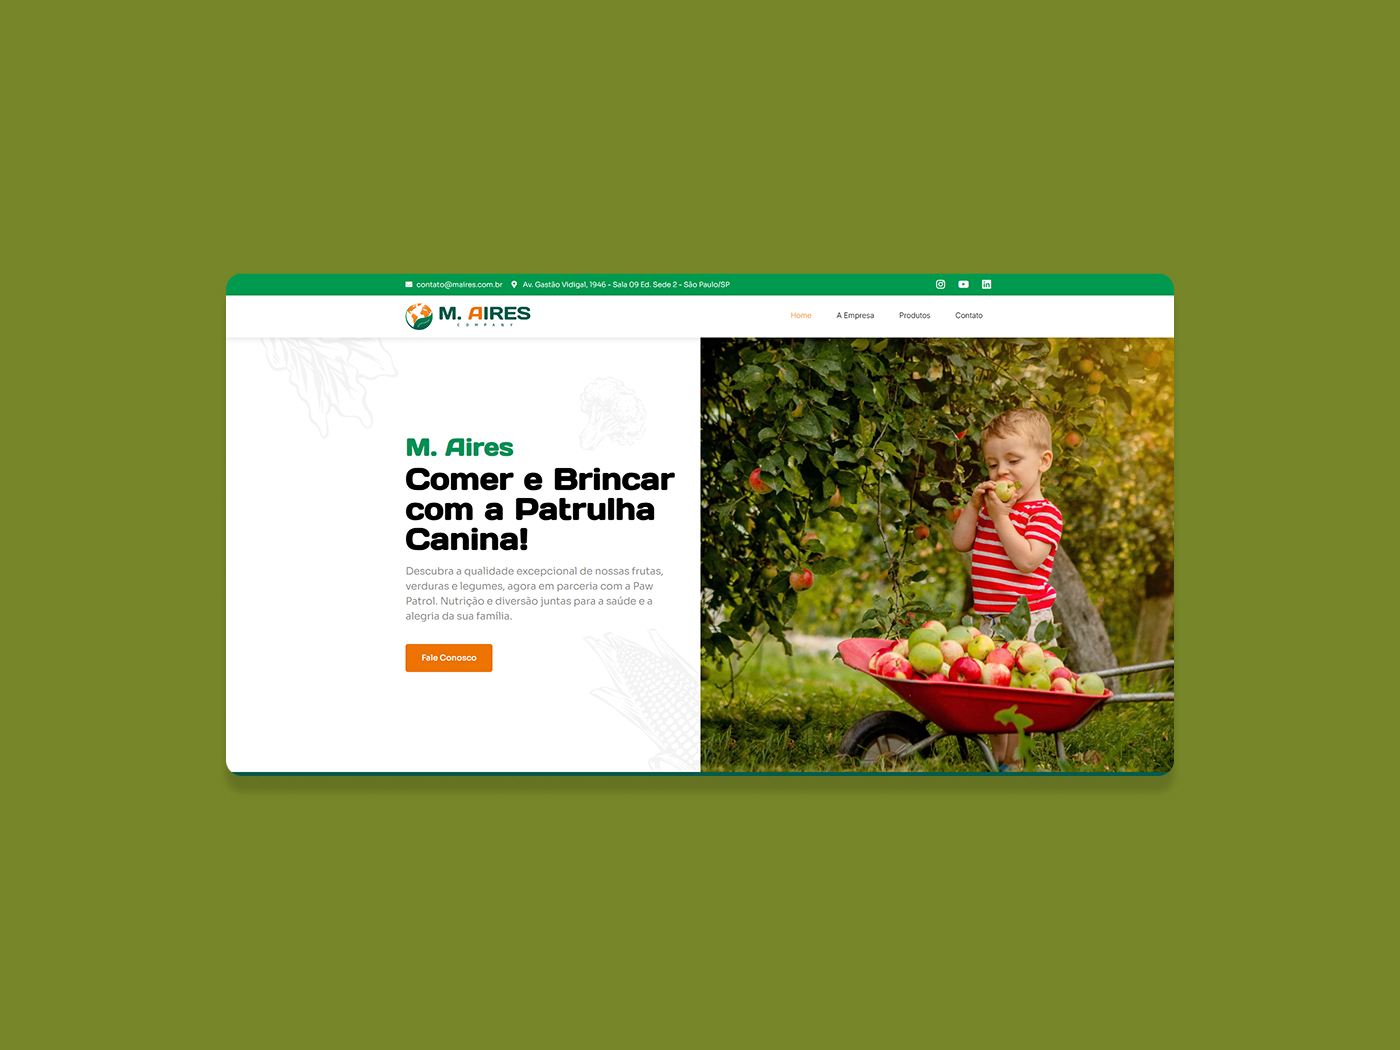 contato@maires.com.br
Av. Gastão Vidigal, 1946 - Sala 09 Ed. Sede 2 - São Paulo/SP
M. AIRES
COMPANY
Home
A Empresa
Produtos
Contato
M. Aires
Comer e Brincar
com a Patrulha
Canina!
Descubra a qualidade excepcional de nossas frutas,
verduras e legumes, agora em parceria com a Paw
Patrol. Nutrição e diversão juntas para a saúde e a
alegria da sua família.
Fale Conosco